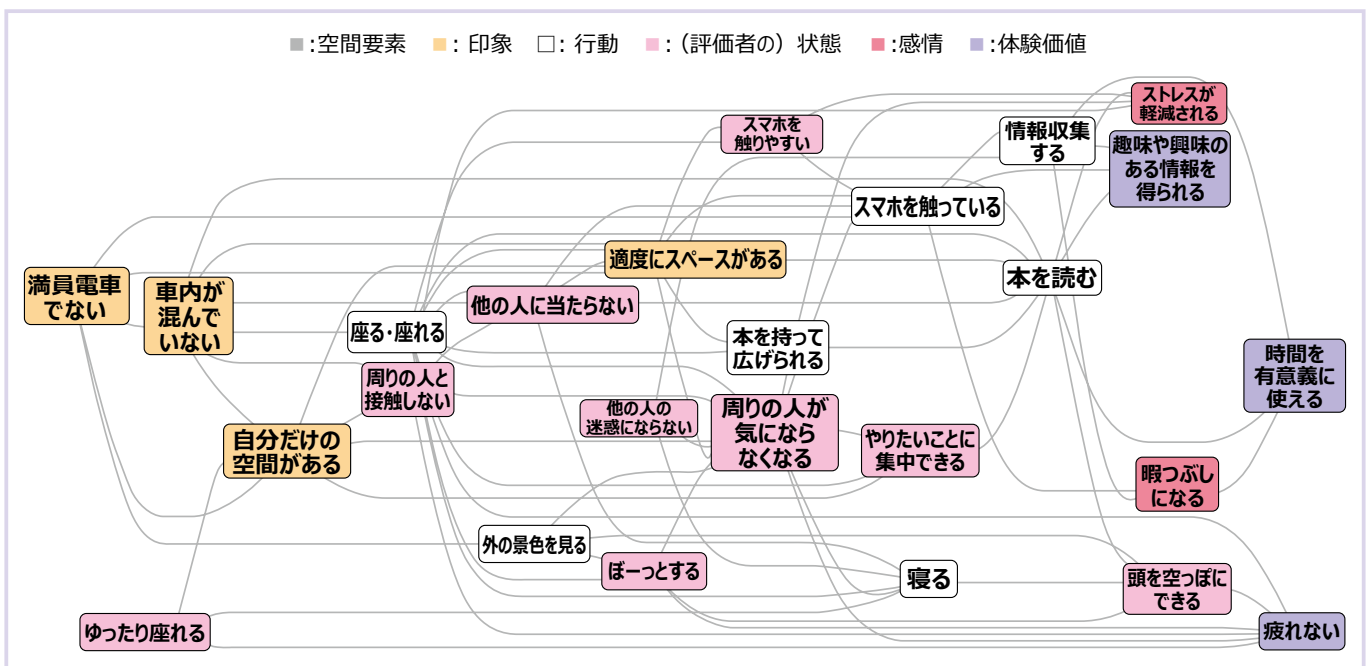 ■:空間要素 ■: 印象 □: 行動 ■:（評価者の）状態 ■:感情 ■:体験価値
ストレスが
軽減される
スマホを
触りやすい
情報収集
する
趣味や興味の
ある情報を
得られる
スマホを触っている
適度にスペースがある
本を読む
満員電車
でない
車内が
混んで
いない
他の人に当たらない
座る・座れる
本を持って
広げられる
時間を
有意義に
使える
周りの人と
接触しない
他の人の
迷惑にならない
周りの人が
気になら
なくなる
自分だけの
空間がある
やりたいことに
集中できる
暇つぶし
になる
外の景色を見る
ぼーっとする
寝る
頭を空っぽに
できる
ゆったり座れる
疲れない